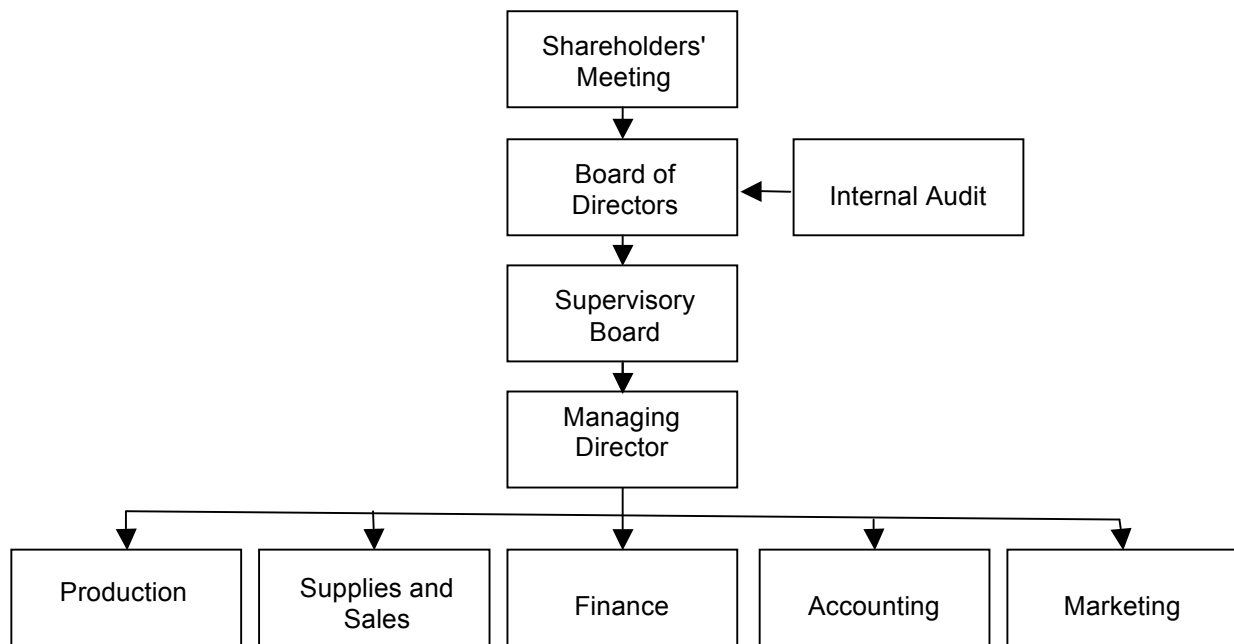 Shareholders'
Meeting
Board of
Directors
Internal Audit
Supervisory
Board
Managing
Director
Production
Supplies and
Sales
Finance
Accounting
Marketing